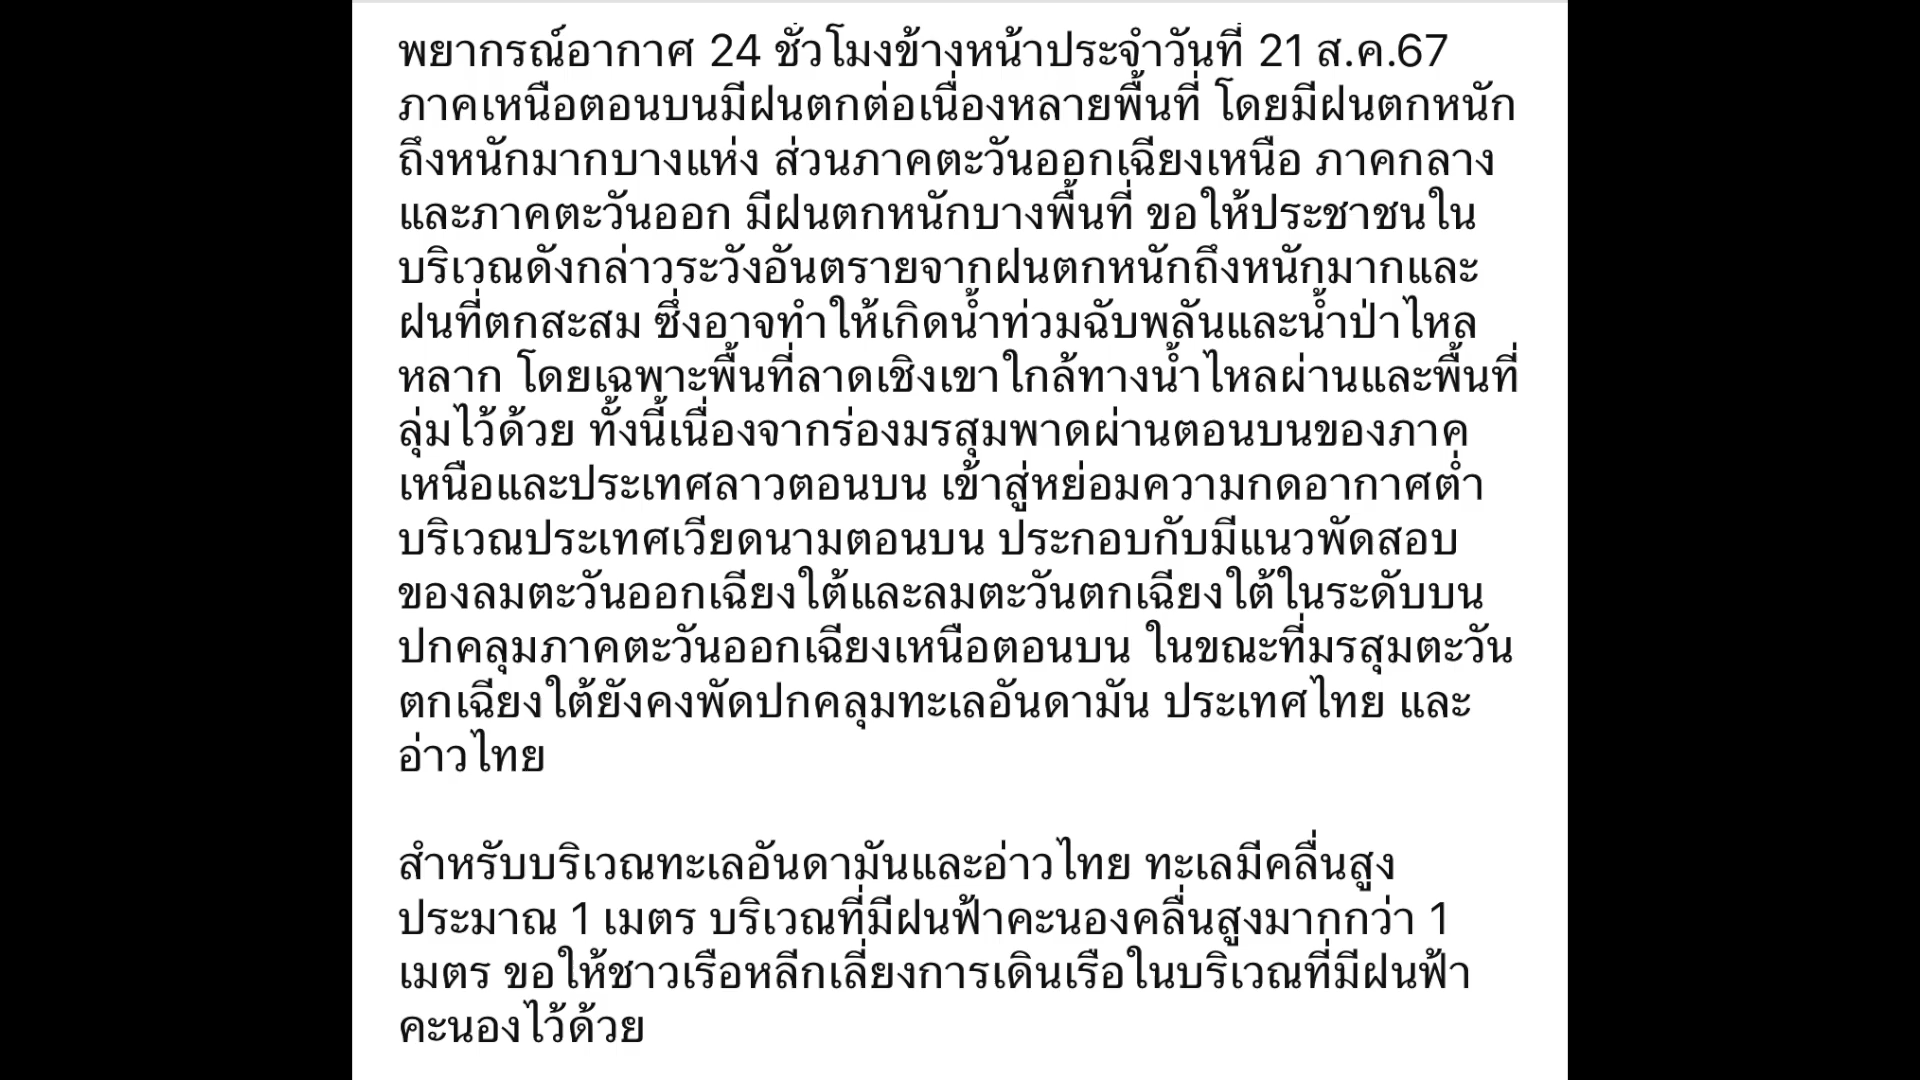 พยากรณ์อากาศ 24 ชั่วโมงข้างหน้าประจำวันที่ 21 ส.ค.67
ภาคเหนือตอนบนมีฝนตกต่อเนื่องหลายพื้นที่ โดยมีฝนตกหนัก
ถึงหนักมากบางแห่ง ส่วนภาคตะวันออกเฉียงเหนือ ภาคกลาง
และภาคตะวันออก มีฝนตกหนักบางพื้นที่ ขอให้ประชาชนใน
บริเวณดังกล่าวระวังอันตรายจากฝนตกหนักถึงหนักมากและ
ฝนที่ตกสะสม ซึ่งอาจทำให้เกิดน้ำท่วมฉับพลันและน้ำป่าไหล
หลาก โดยเฉพาะพื้นที่ลาดเชิงเขาใกล้ทางน้ำไหลผ่านและพื้นที่
ลุ่มไว้ด้วย ทั้งนี้เนื่องจากร่องมรสุมพาดผ่านตอนบนของภาค
เหนือและประเทศลาวตอนบน เข้าสู่หย่อมความกดอากาศต่ำ
บริเวณประเทศเวียดนามตอนบน ประกอบกับมีแนวพัดสอบ
ของลมตะวันออกเฉียงใต้และลมตะวันตกเฉียงใต้ในระดับบน
ปกคลุมภาคตะวันออกเฉียงเหนือตอนบน ในขณะที่มรสุมตะวัน
ตกเฉียงใต้ยังคงพัดปกคลุมทะเลอันดามัน ประเทศไทย และ
อ่าวไทย
สำหรับบริเวณทะเลอันดามันและอ่าวไทย ทะเลมีคลื่นสูง
ประมาณ 1 เมตร บริเวณที่มีฝนฟ้าคะนองคลื่นสูงมากกว่า 1
เมตร ขอให้ชาวเรือหลีกเลี่ยงการเดินเรือในบริเวณที่มีฝนฟ้า
คะนองไว้ด้วย